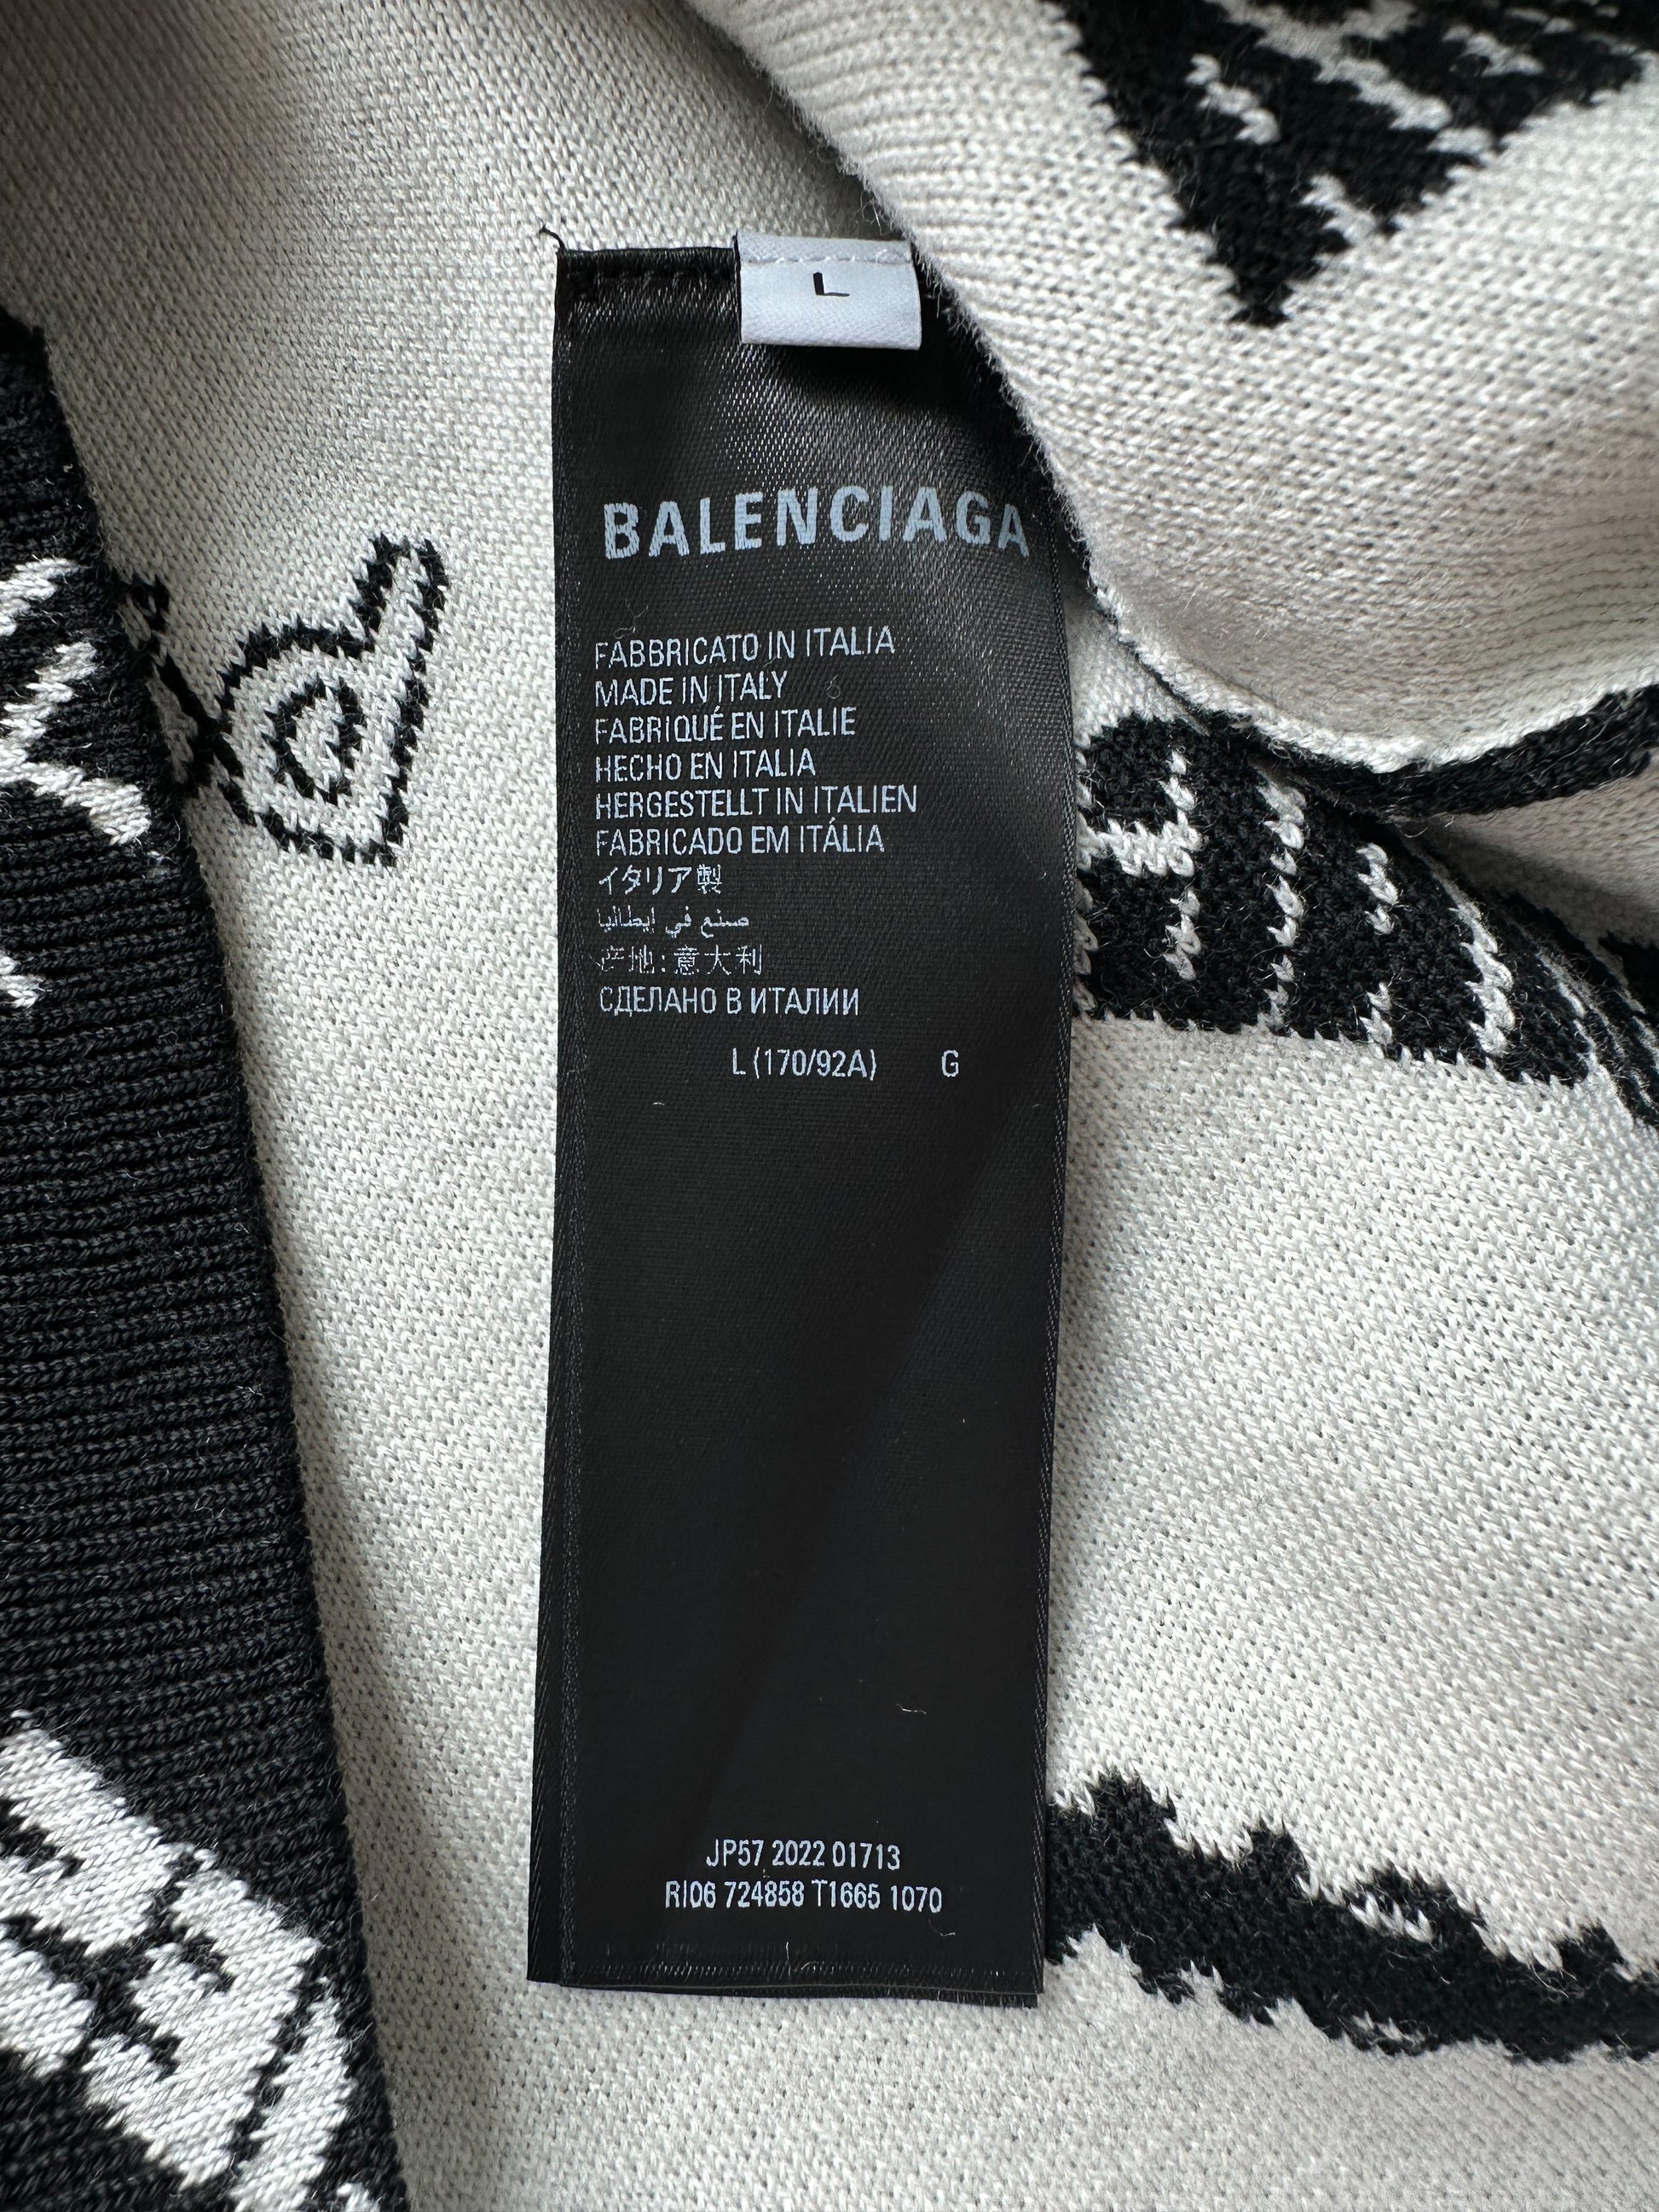 L
BALENCIAGA
FABBRICATO IN ITALIA
MADE IN ITALY
FABRIQUÉ EN ITALIE
HECHO EN ITALIA
HERGESTELLT IN ITALIEN
FABRICADO EM ITÁLIA
イタリア製
صنع في إيطاليا
产地:意大利
СДЕЛАНО В ИТАЛИИ
L (170/92A) G
JP57 2022 01713
RI06 724858 T1665 1070